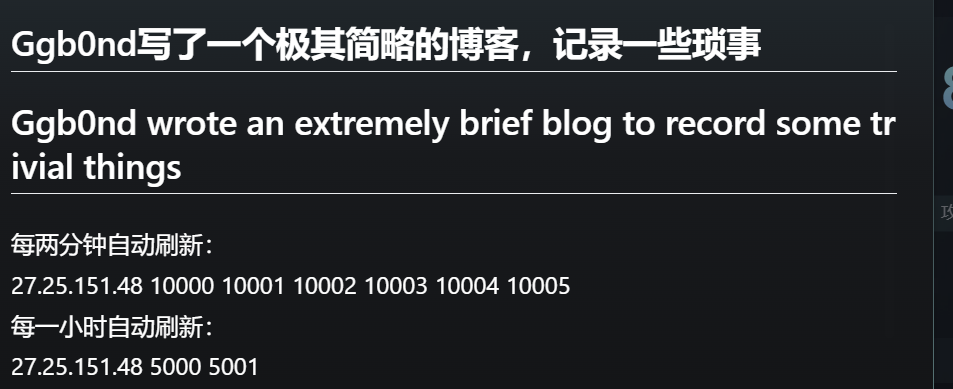 Ggb0nd写了一个极其简略的博客，记录一些琐事
Ggb0nd wrote an extremely brief blog to record some tr
ivial things
每两分钟自动刷新：
27.25.151.48 10000 10001 10002 10003 10004 10005
每一小时自动刷新：
27.25.151.48 5000 5001